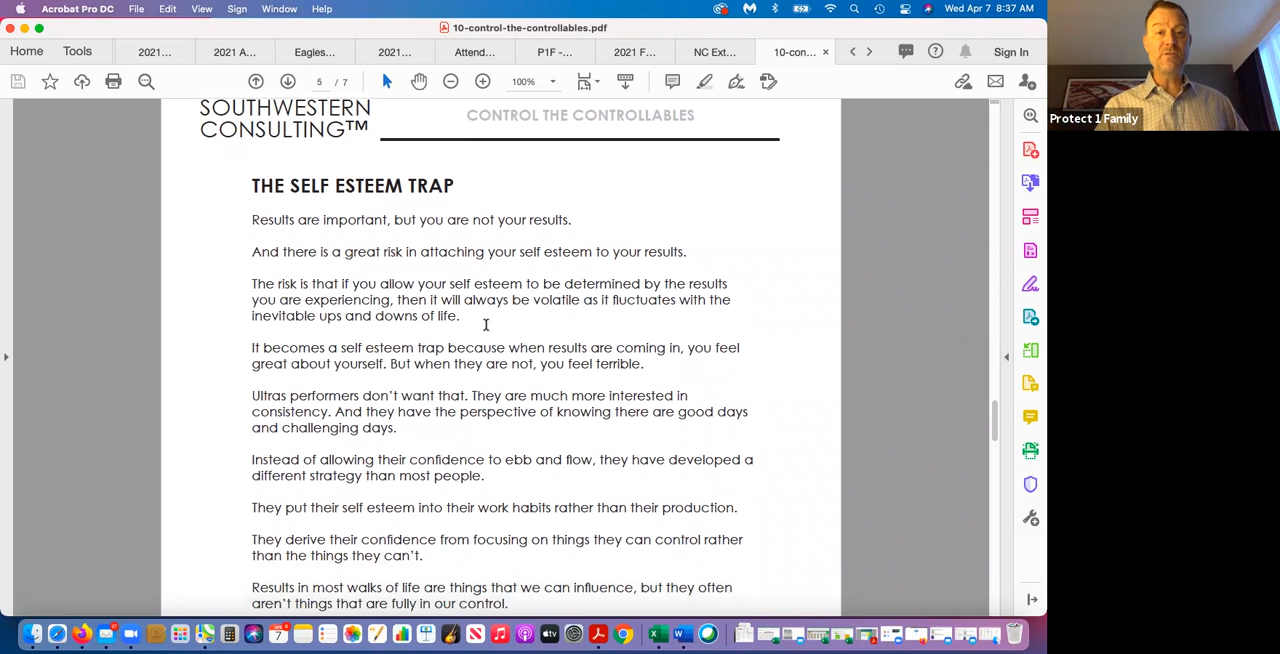 Acrobat Pro DC File Edit View Sign Window Help Wed Apr 7 8:37 AM
10-control-the-controllables.pdf
Home Tools 2021... 2021 A... Eagles... 2021... Attend... P1F -... 2021 F... NC Ext... 10-con... × Sign In
5 / 7 100%
SOUTHWESTERN
CONSULTING™
CONTROL THE CONTROLLABLES
THE SELF ESTEEM TRAP
Results are important, but you are not your results.
And there is a great risk in attaching your self esteem to your results.
The risk is that if you allow your self esteem to be determined by the results
you are experiencing, then it will always be volatile as it fluctuates with the
inevitable ups and downs of life.
It becomes a self esteem trap because when results are coming in, you feel
great about yourself. But when they are not, you feel terrible.
Ultras performers don't want that. They are much more interested in
consistency. And they have the perspective of knowing there are good days
and challenging days.
Instead of allowing their confidence to ebb and flow, they have developed a
different strategy than most people.
They put their self esteem into their work habits rather than their production.
They derive their confidence from focusing on things they can control rather
than the things they can't.
Results in most walks of life are things that we can influence, but they often
aren't things that are fully in our control.
Protect 1 Family